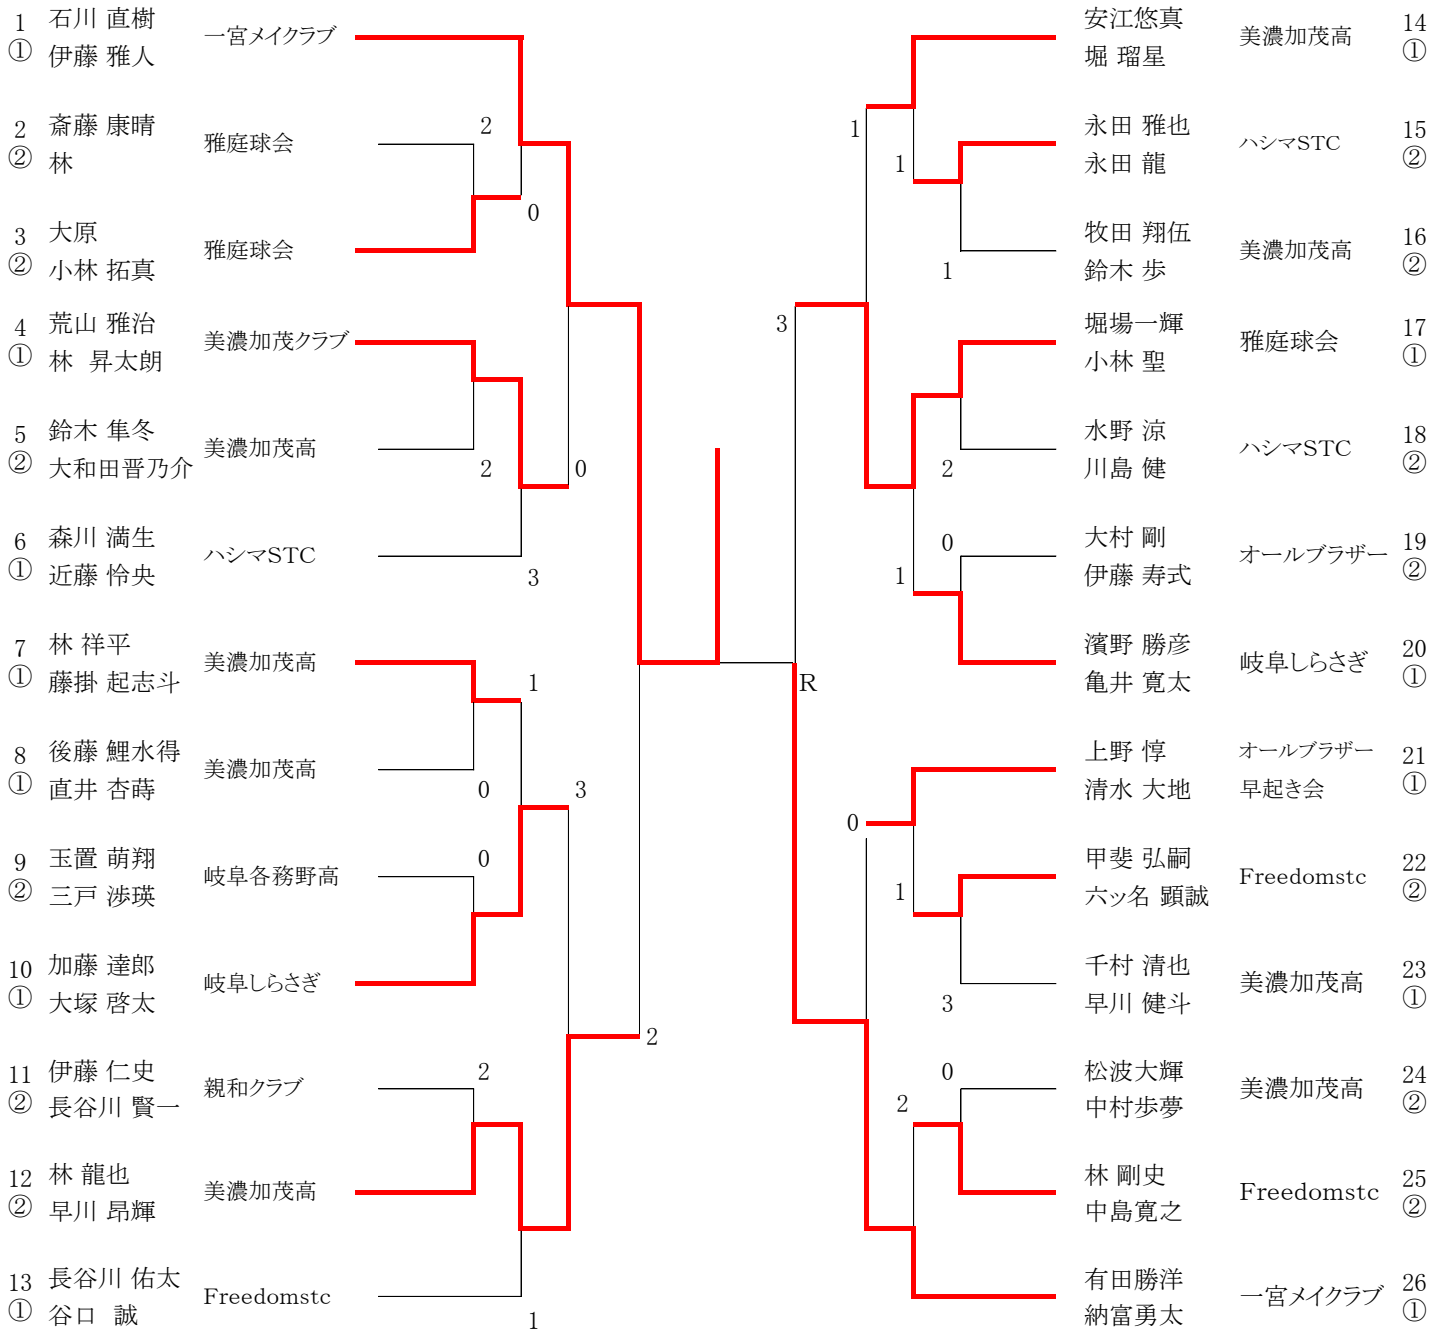 1
①
石川 直樹
伊藤 雅人
一宮メイクラブ
2
②
斎藤 康晴
林
雅庭球会
3
②
大原
小林 拓真
雅庭球会
4
①
荒山 雅治
林 昇太朗
美濃加茂クラブ
5
②
鈴木 隼冬
大和田晋乃介
美濃加茂高
6
①
森川 満生
近藤 怜央
ハシマSTC
7
①
林 祥平
藤掛 起志斗
美濃加茂高
8
①
後藤 鯉水得
直井 杏蒔
美濃加茂高
9
②
玉置 萌翔
三戸 渉瑛
岐阜各務野高
10
①
加藤 達郎
大塚 啓太
岐阜しらさぎ
11
②
伊藤 仁史
長谷川 賢一
親和クラブ
12
②
林 龍也
早川 昂輝
美濃加茂高
13
①
長谷川 佑太
谷口 誠
Freedomstc
2
0
2
0
3
1
0
3
0
2
2
1
R
3
1
1
1
2
0
1
0
1
3
0
2
安江悠真
堀 瑠星
美濃加茂高
14
①
永田 雅也
永田 龍
ハシマSTC
15
②
牧田 翔伍
鈴木 歩
美濃加茂高
16
②
堀場一輝
小林 聖
雅庭球会
17
①
水野 涼
川島 健
ハシマSTC
18
②
大村 剛
伊藤 寿式
オールブラザー
19
②
濱野 勝彦
亀井 寛太
岐阜しらさぎ
20
①
上野 惇
清水 大地
オールブラザー
早起き会
21
①
甲斐 弘嗣
六ッ名 顕誠
Freedomstc
22
②
千村 清也
早川 健斗
美濃加茂高
23
①
松波大輝
中村歩夢
美濃加茂高
24
②
林 剛史
中島寛之
Freedomstc
25
②
有田勝洋
納富勇太
一宮メイクラブ
26
①